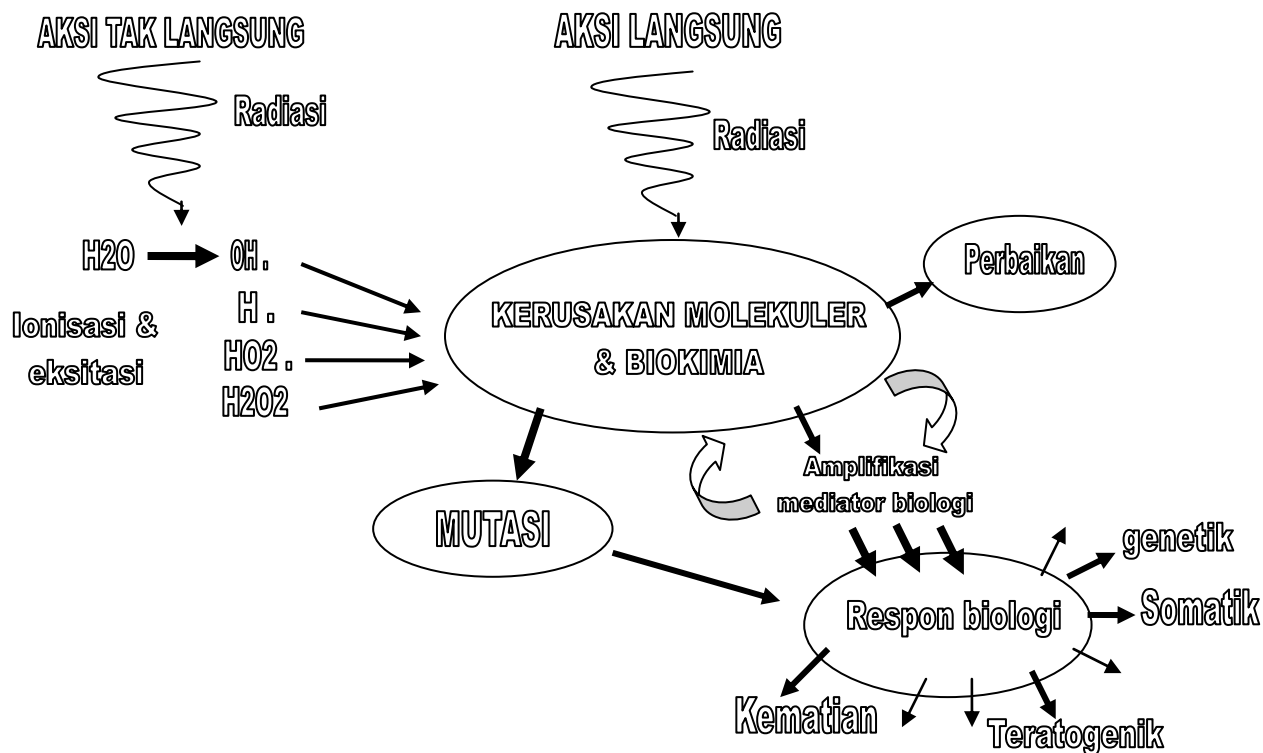 AKSI TAK LANGSUNG
AKSI LANGSUNG
Radiasi
Radiasi
H2O
OH .
H .
HO2 .
H2O2
Ionisasi &
eksitasi
KERUSAKAN MOLEKULER
& BIOKIMIA
Perbaikan
Amplifikasi
mediator biologi
MUTASI
Respon biologi
genetik
Somatik
Kematian
Teratogenik